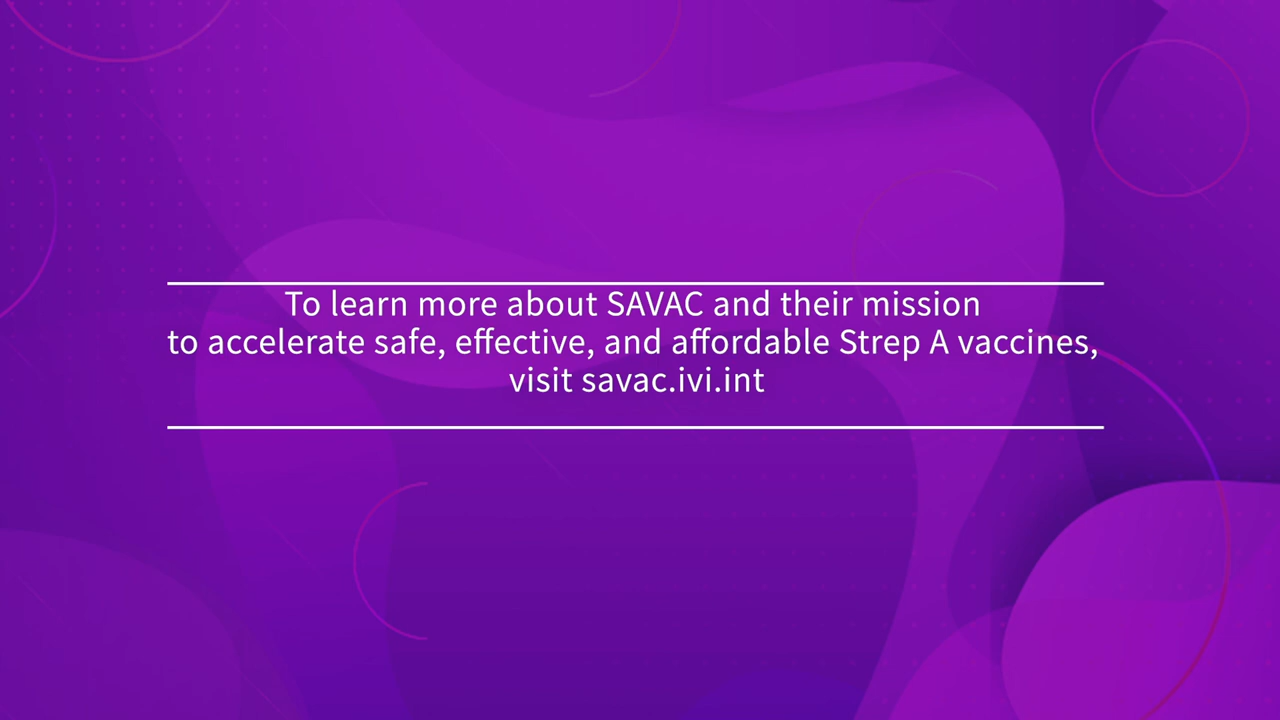 To learn more about SAVAC and their mission
to accelerate safe, effective, and affordable Strep A vaccines,
visit savac.ivi.int